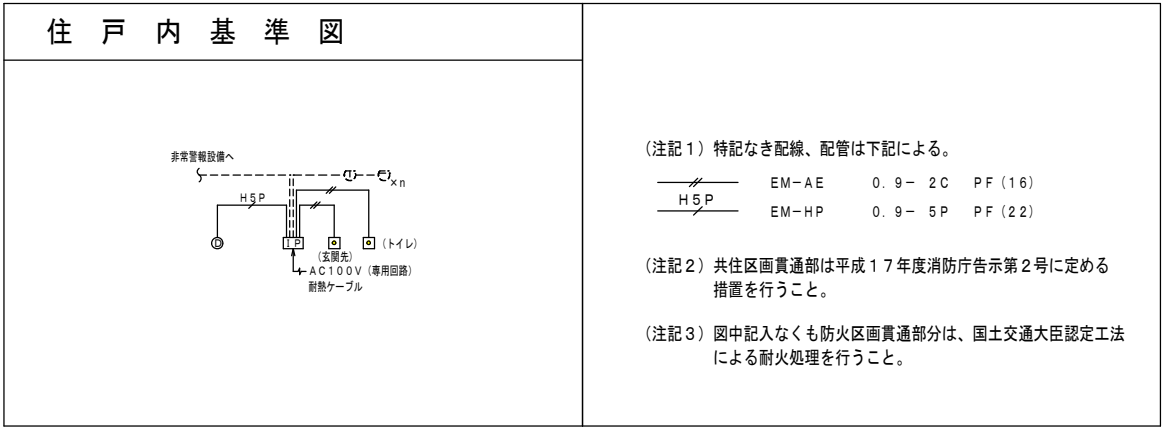 住戸内基準図
非常警報設備へ
×n
H5P
D
IP
(トイレ)
(玄関先)
AC100V(専用回路)
耐熱ケーブル
(注記1)特記なき配線、配管は下記による。
EM-AE 0.9- 2C PF(16)
H5P
EM-HP 0.9- 5P PF(22)
(注記2)共住区画貫通部は平成17年度消防庁告示第2号に定める
措置を行うこと。
(注記3)図中記入なくも防火区画貫通部分は、国土交通大臣認定工法
による耐火処理を行うこと。